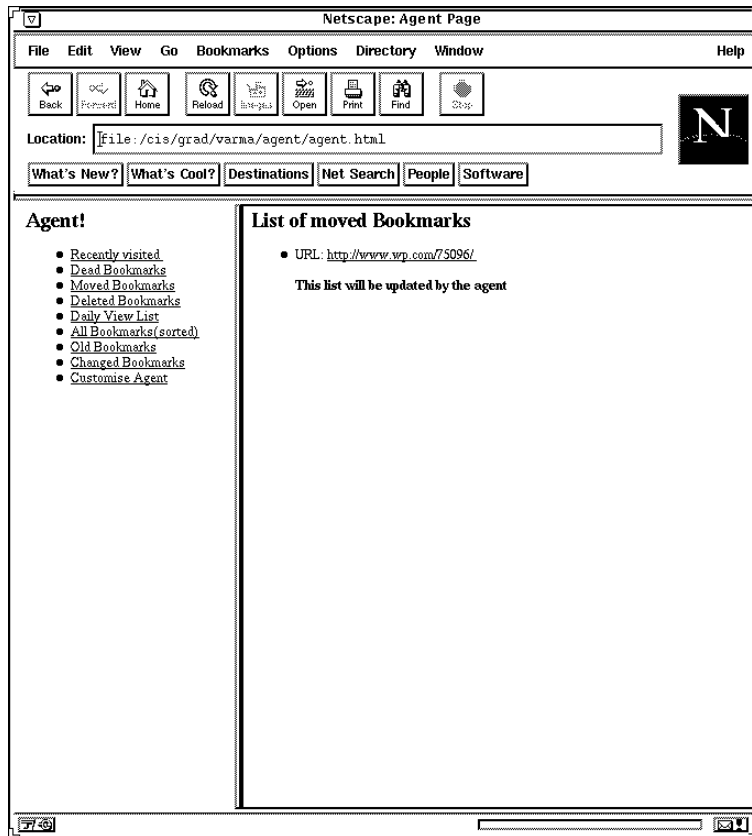 Netscape: Agent Page
File Edit View Go Bookmarks Options Directory Window Help
Back Forward Home Reload Images Open Print Find Stop
Location: file:/cis/grad/varma/agent/agent.html
N
What's New? What's Cool? Destinations Net Search People Software
Agent!
Recently visited
Dead Bookmarks
Moved Bookmarks
Deleted Bookmarks
Daily View List
All Bookmarks(sorted)
Old Bookmarks
Changed Bookmarks
Customise Agent
List of moved Bookmarks
URL: http://www.wp.com/75096/
This list will be updated by the agent